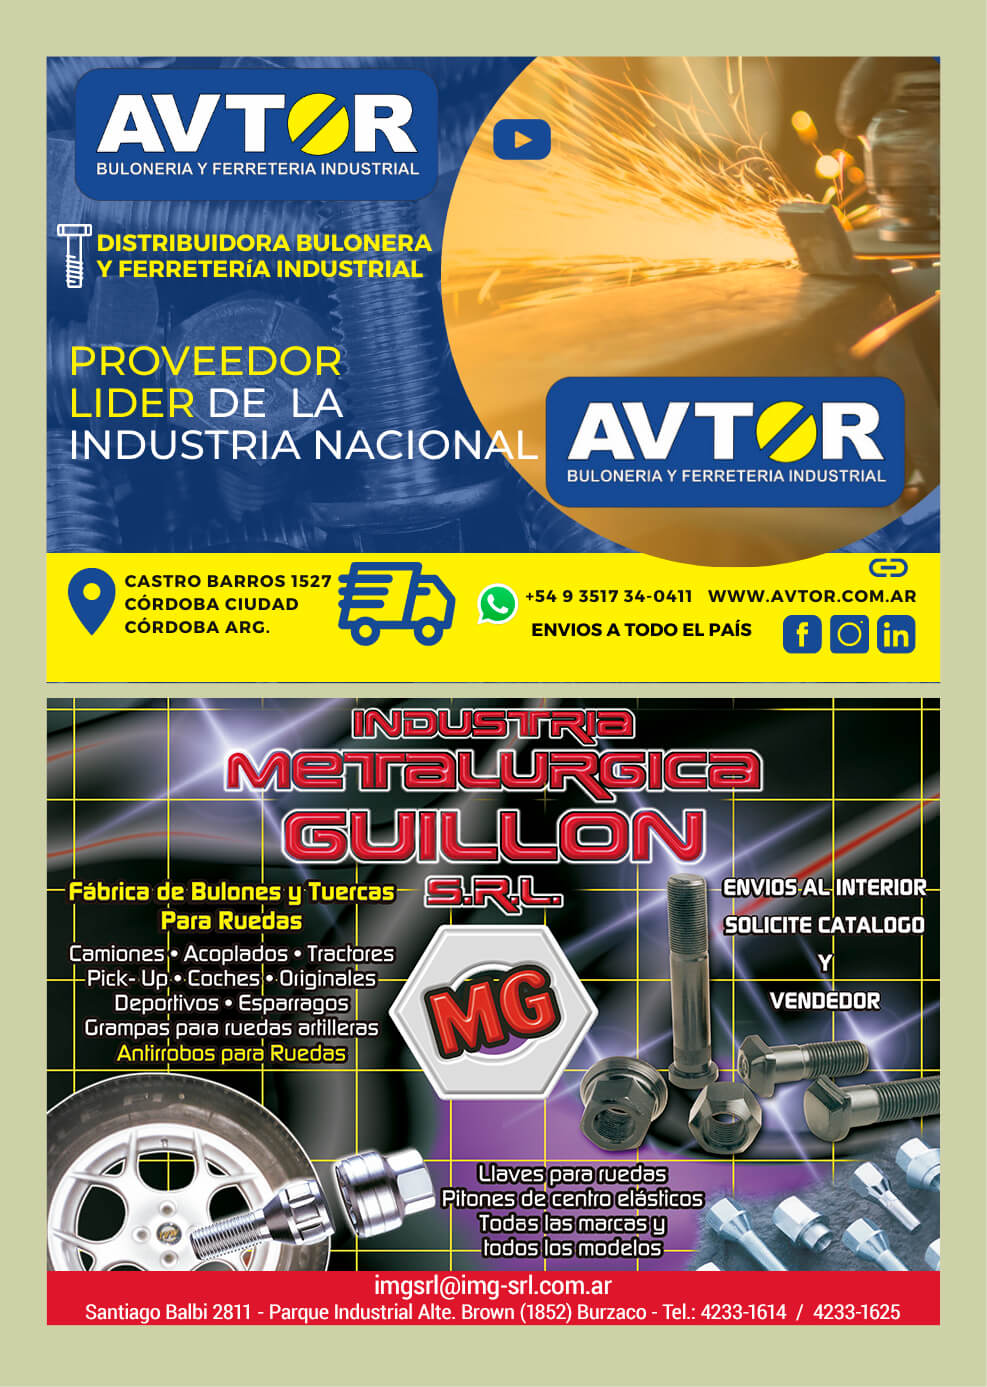 AVTOR
BULONERIA Y FERRETERIA INDUSTRIAL
DISTRIBUIDORA BULONERA
Y FERRETERíA INDUSTRIAL
PROVEEDOR
LIDER DE LA
INDUSTRIA NACIONAL
AVTOR
BULONERIA Y FERRETERIA INDUSTRIAL
CASTRO BARROS 1527
CÓRDOBA CIUDAD
CÓRDOBA ARG.
+54 9 3517 34-0411 WWW.AVTOR.COM.AR
ENVIOS A TODO EL PAÍS
INDUSTRIA
METALURGICA
GUILLON
S.R.L.
Fábrica de Bulones y Tuercas
Para Ruedas
Camiones • Acoplados • Tractores
Pick- Up • Coches • Originales
Deportivos • Esparragos
Grampas para ruedas artilleras
Antirrobos para Ruedas
MG
ENVIOS AL INTERIOR
SOLICITE CATALOGO
Y
VENDEDOR
Llaves para ruedas
Pitones de centro elásticos
Todas las marcas y
todos los modelos
imgsrl@img-srl.com.ar
Santiago Balbi 2811 - Parque Industrial Alte. Brown (1852) Burzaco - Tel.: 4233-1614 / 4233-1625